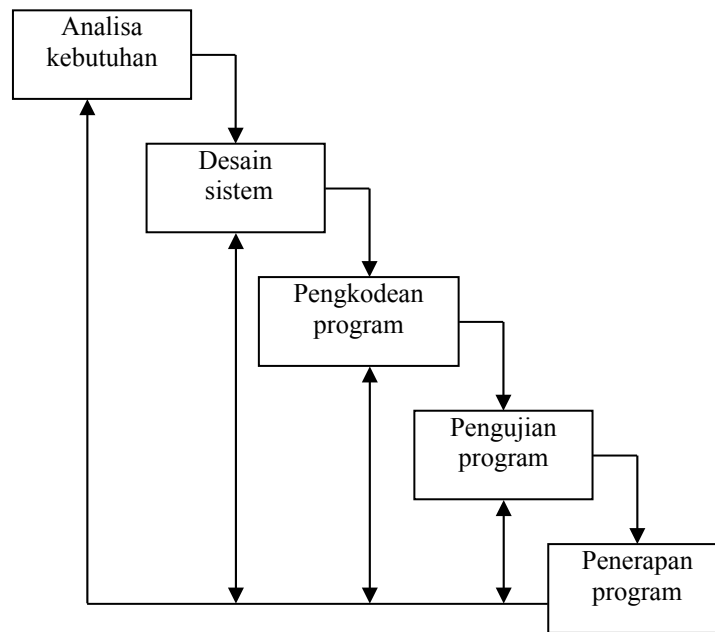 Analisa
kebutuhan
Desain
sistem
Pengkodean
program
Pengujian
program
Penerapan
program